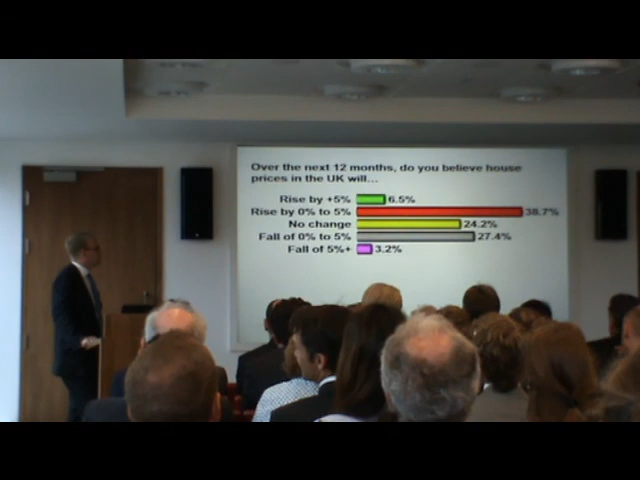 Over the next 12 months, do you believe house
prices in the UK will...
Rise by +5% 6.5%
Rise by 0% to 5% 38.7%
No change 24.2%
Fall of 0% to 5% 27.4%
Fall of 5%+ 3.2%